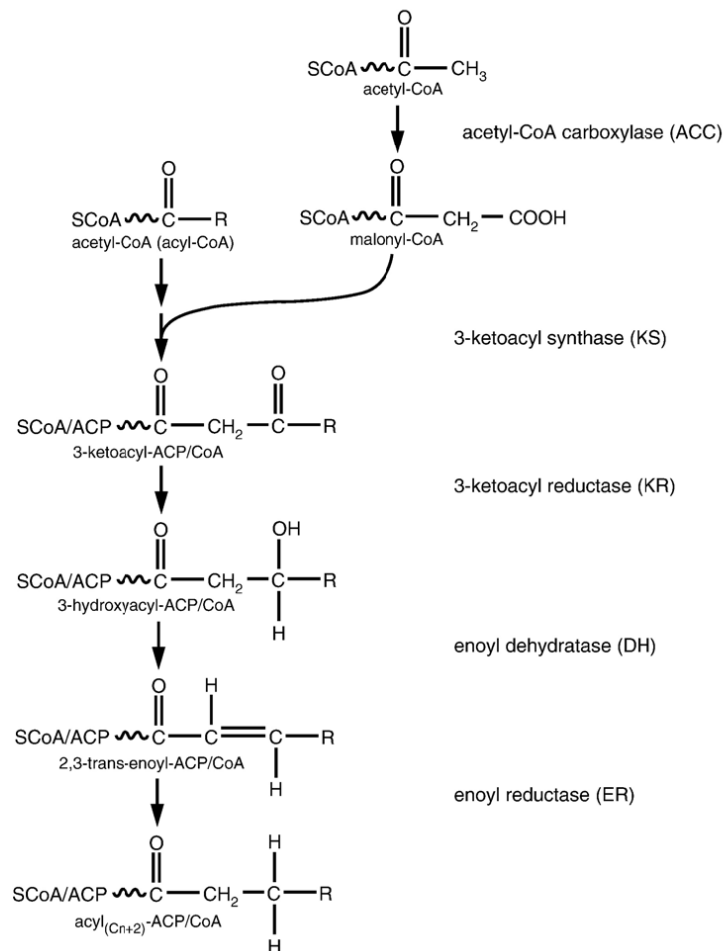 O
SCoA C CH3
acetyl-CoA
acetyl-CoA carboxylase (ACC)
O O
SCoA C R SCoA C CH2 COOH
acetyl-CoA (acyl-CoA) malonyl-CoA
3-ketoacyl synthase (KS)
O O
SCoA/ACP C CH2 C R
3-ketoacyl-ACP/CoA
3-ketoacyl reductase (KR)
O OH
SCoA/ACP C CH2 C R
3-hydroxyacyl-ACP/CoA
H
enoyl dehydratase (DH)
O H
SCoA/ACP C C C R
2,3-trans-enoyl-ACP/CoA
H
enoyl reductase (ER)
O H
SCoA/ACP C CH2 C R
acyl(Cn+2)-ACP/CoA
H